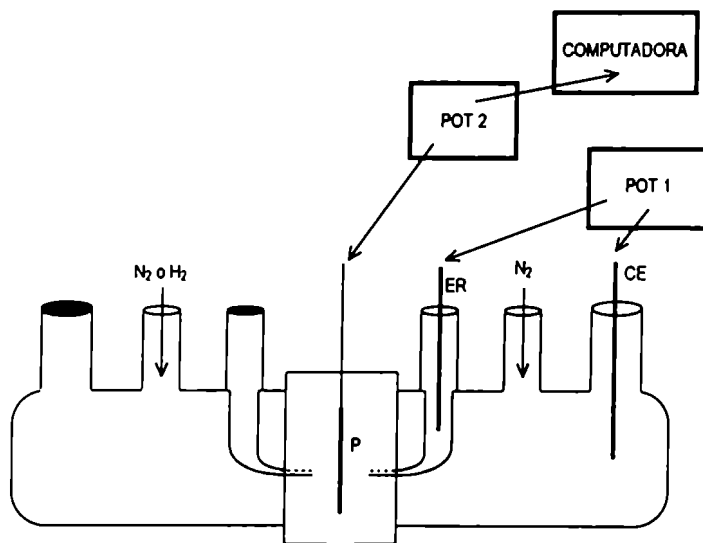 COMPUTADORA
POT 2
POT 1
N₂ o H₂
ER
N₂
CE
P